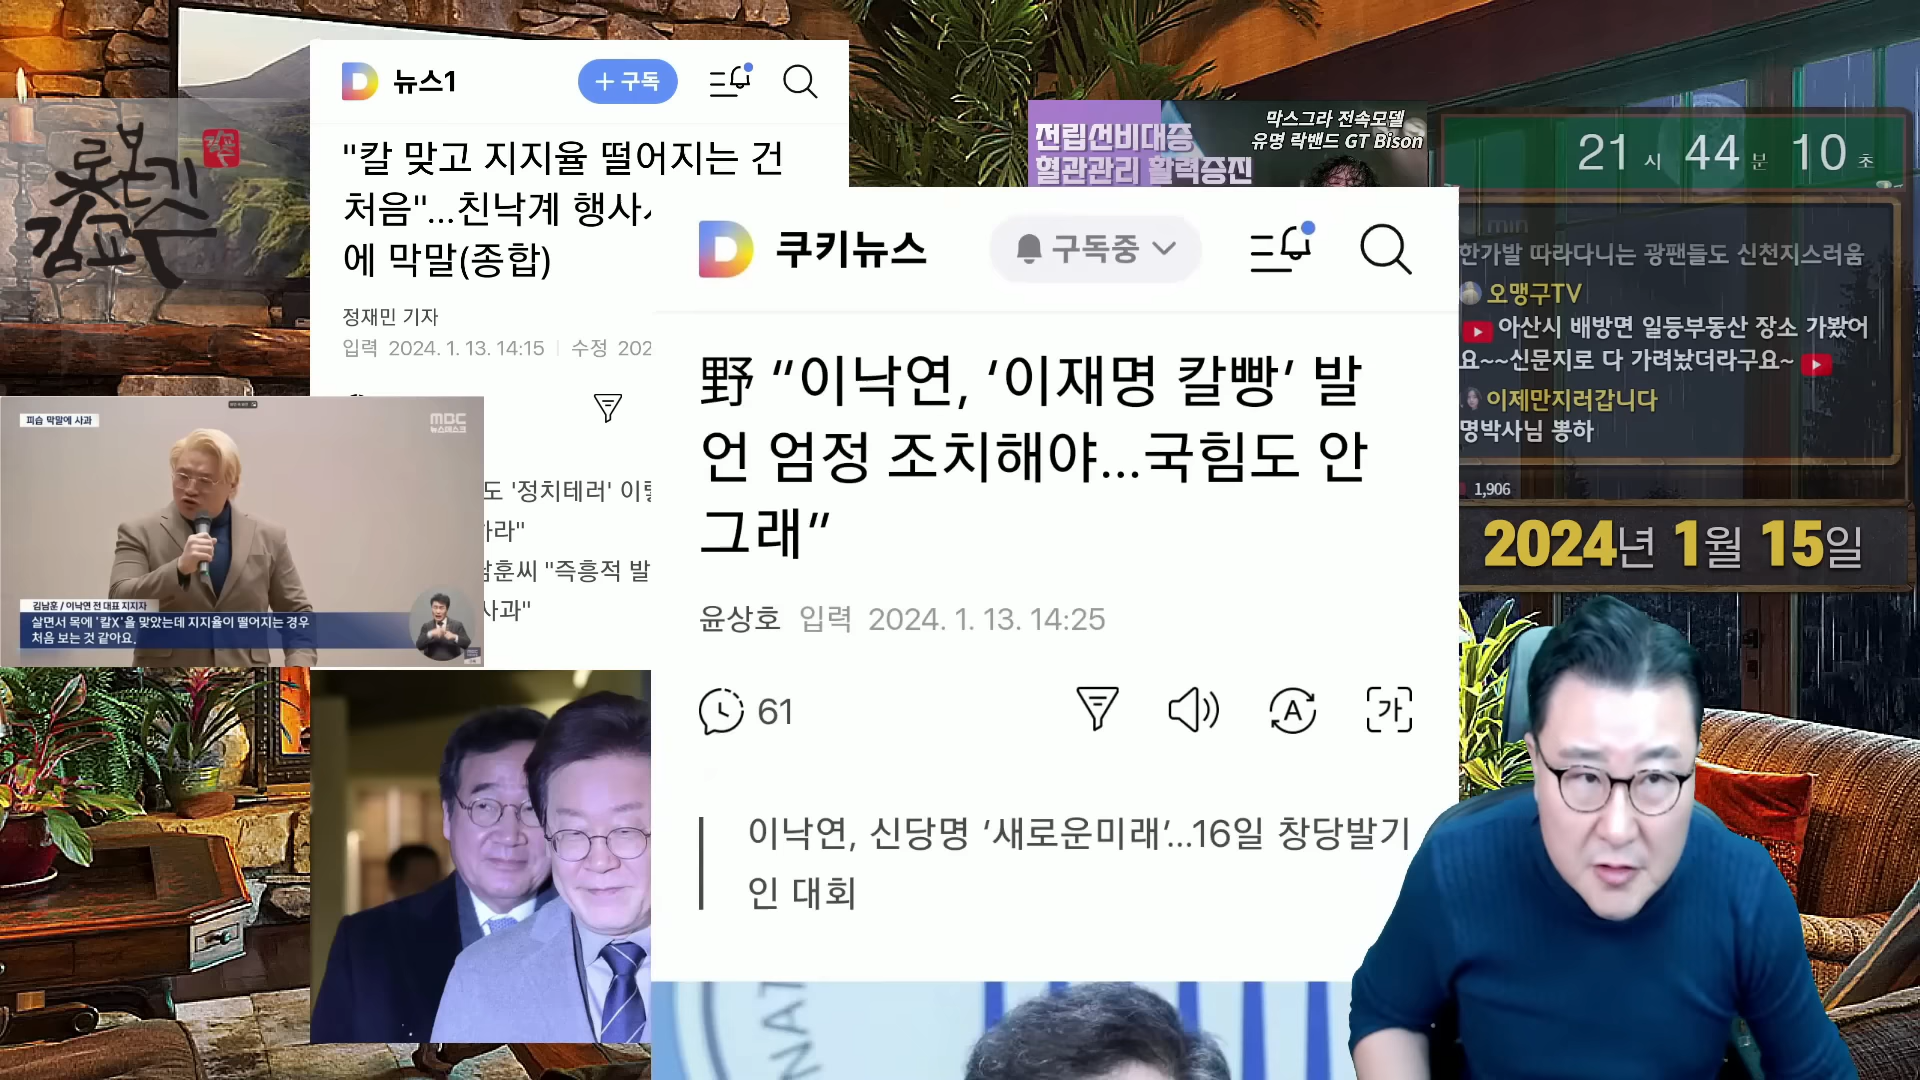 뉴스1
+ 구독
"칼 맞고 지지율 떨어지는 건
처음"...친낙계 행사
에 막말(종합)
정재민 기자
입력 2024. 1. 13. 14:15 수정 202
도 '정치테러' 이
라"
남훈씨 "즉흥적 발
사과"
로보는
김교수
피습 막말에 사과
MBC
뉴스데스크
김남훈 / 이낙연 전 대표 지지자
살면서 목에 '칼X'을 맞았는데 지지율이 떨어지는 경우
처음 보는 것 같아요.
전립선비대증
혈관관리 활력증진
막스그라 전속모델
유명 락밴드 GT Bison
쿠키뉴스
구독중
野 “이낙연, ‘이재명 칼빵’ 발
언 엄정 조치해야...국힘도 안
그래”
윤상호 입력 2024. 1. 13. 14:25
61
가
이낙연, 신당명 ‘새로운미래’...16일 창당발기
인 대회
NAT
21 시 44 분 10 초
min
한가발 따라다니는 광팬들도 신천지스러움
오맹구TV
아산시 배방면 일등부동산 장소 가봤어
요~~신문지로 다 가려놨더라구요~
이제만지러갑니다
명박사님 뽕하
1,906
2024년 1월 15일